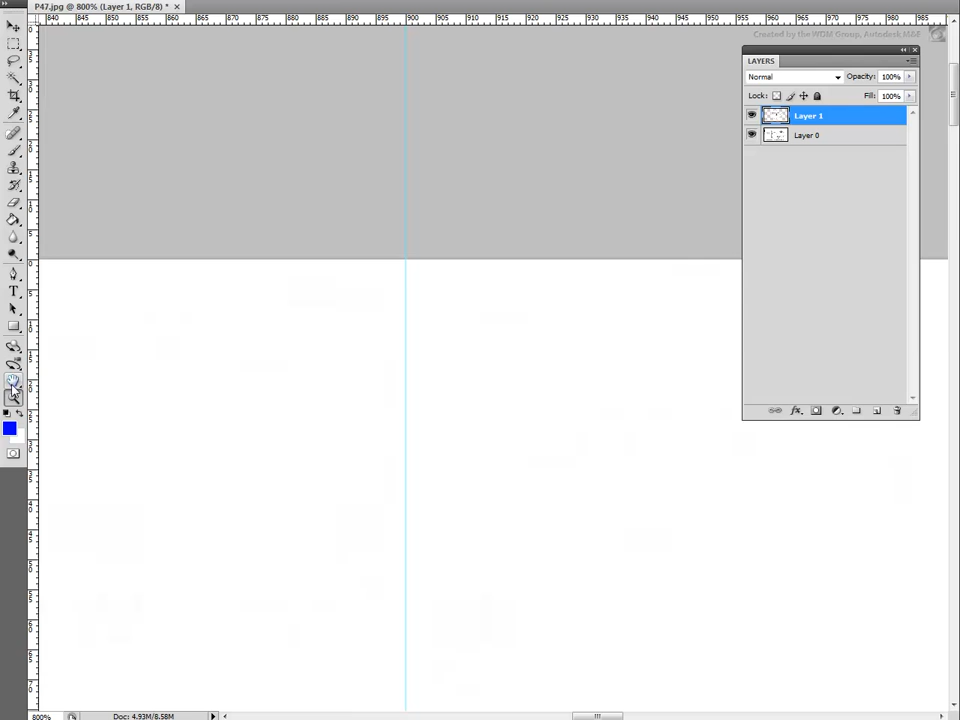 P47.jpg @ 800% (Layer 1, RGB/8) * ×
840 845 850 855 860 865 870 875 880 885 890 895 900 905 910 915 920 925 930 935 940 945 950 955 960 965 970 975 980 985
Created by the WDM Group, Autodesk M&E
LAYERS
Normal Opacity: 100%
Lock: Fill: 100%
Layer 1
Layer 0
T
fx
800% Doc: 4.93M/8.58M